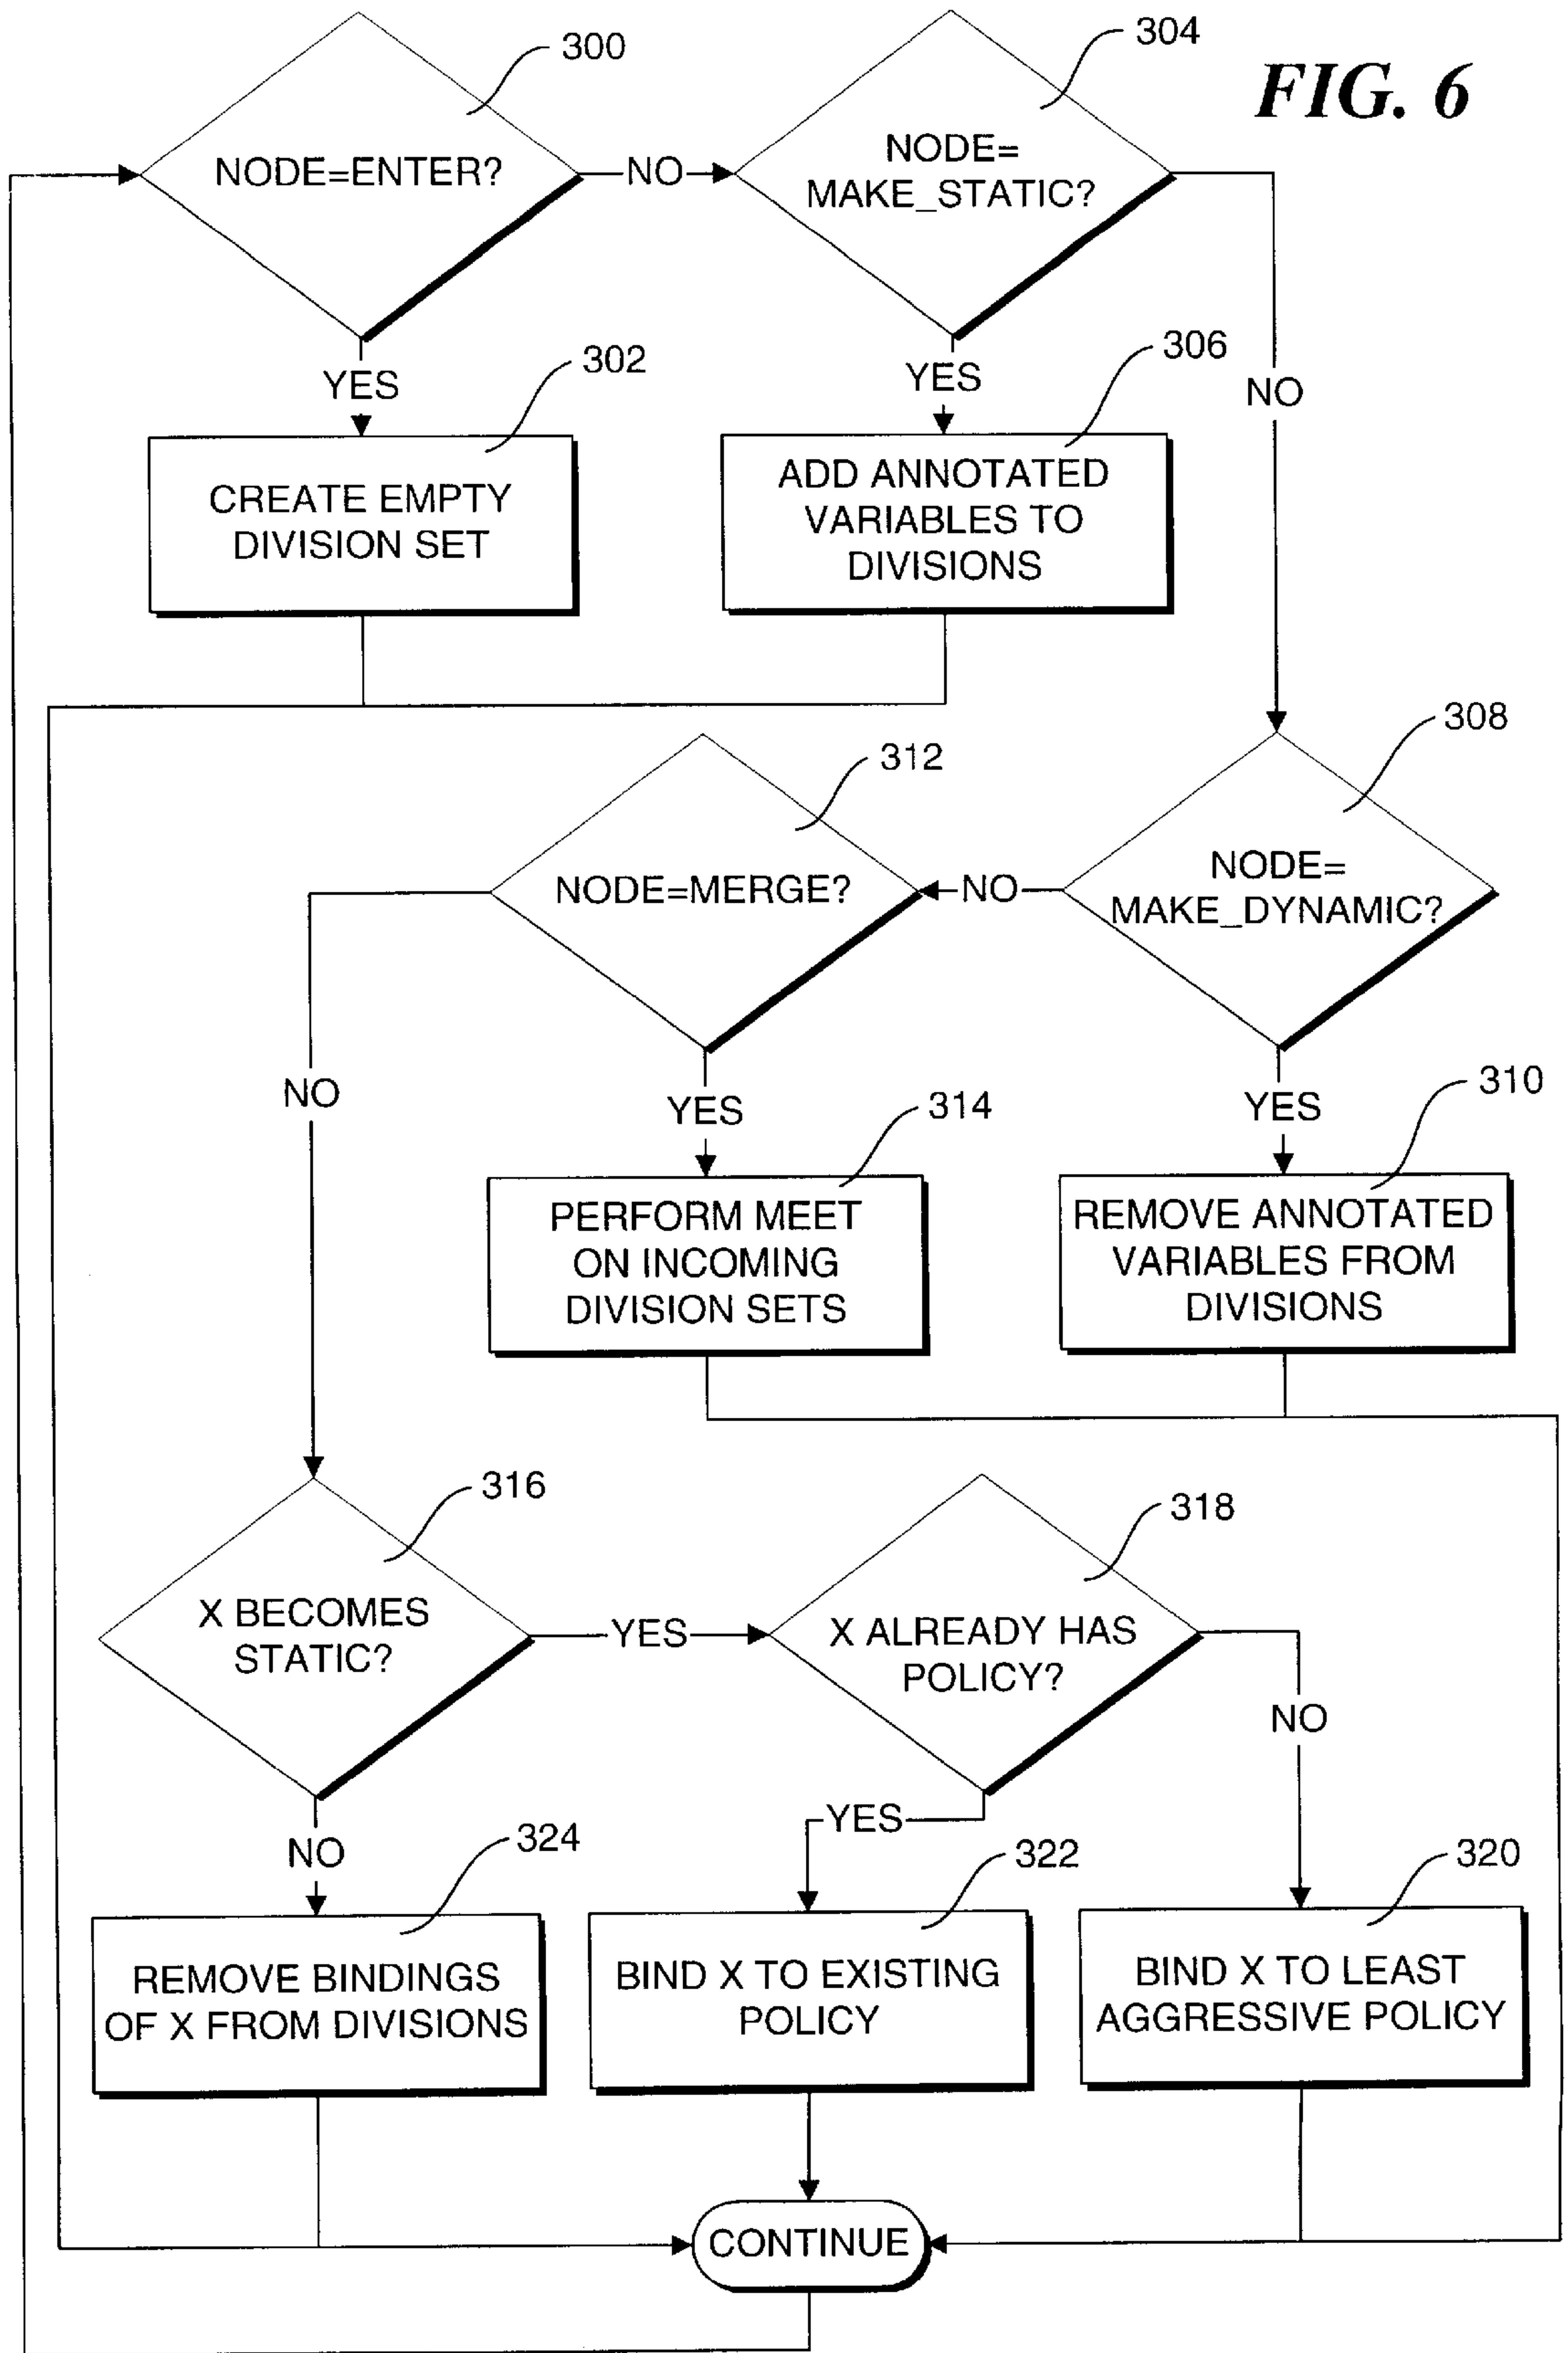 FIG. 6
300
NODE=ENTER?
NO
304
NODE=
MAKE_STATIC?
NO
YES
302
CREATE EMPTY
DIVISION SET
YES
306
ADD ANNOTATED
VARIABLES TO
DIVISIONS
308
NODE=
MAKE_DYNAMIC?
NO
312
NODE=MERGE?
NO
YES
314
PERFORM MEET
ON INCOMING
DIVISION SETS
YES
310
REMOVE ANNOTATED
VARIABLES FROM
DIVISIONS
316
X BECOMES
STATIC?
YES
318
X ALREADY HAS
POLICY?
NO
YES
NO
324
REMOVE BINDINGS
OF X FROM DIVISIONS
322
BIND X TO EXISTING
POLICY
320
BIND X TO LEAST
AGGRESSIVE POLICY
CONTINUE